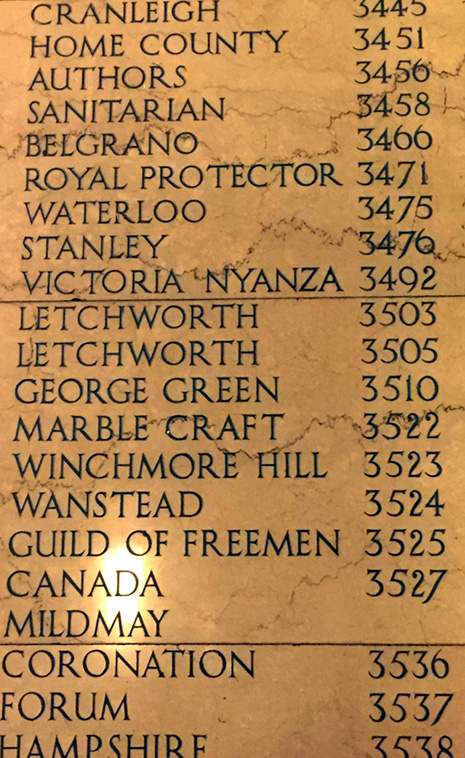 CRANLEIGH 3445
HOME COUNTY 3451
AUTHORS 3456
SANITARIAN 3458
BELGRANO 3466
ROYAL PROTECTOR 3471
WATERLOO 3475
STANLEY 3476
VICTORIA NYANZA 3492
LETCHWORTH 3503
LETCHWORTH 3505
GEORGE GREEN 3510
MARBLE CRAFT 3522
WINCHMORE HILL 3523
WANSTEAD 3524
GUILD OF FREEMEN 3525
CANADA 3527
MILDMAY
CORONATION 3536
FORUM 3537
HAMPSHIRE 3538